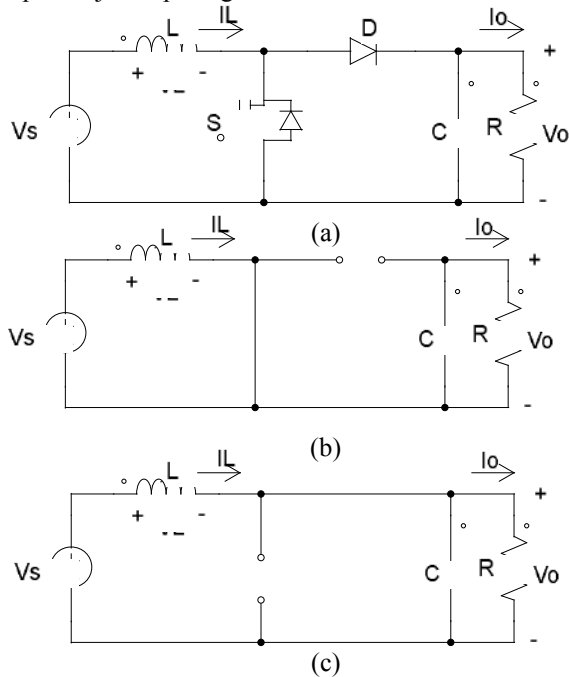 L IL D Io
+ - +
Vs S C R Vo
-
(a)
L IL Io
+ - +
Vs C R Vo
-
(b)
L IL Io
+ - +
Vs C R Vo
-
(c)